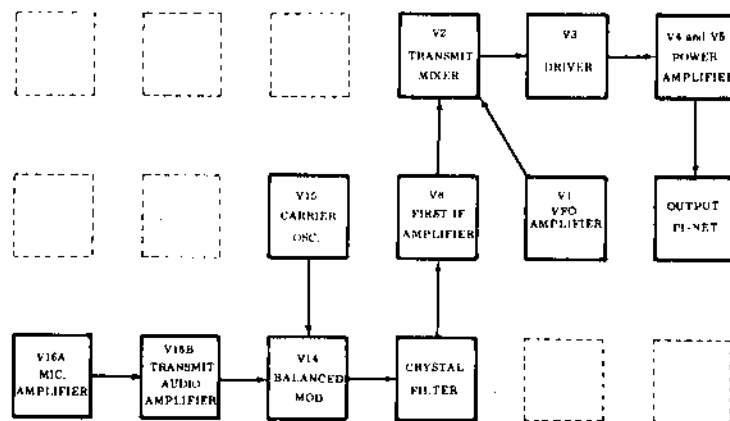 V2
TRANSMIT
MIXER
V3
DRIVER
V4 and V5
POWER
AMPLIFIER
V15
CARRIER
OSC.
V8
FIRST IF
AMPLIFIER
V1
VFO
AMPLIFIER
OUTPUT
PI-NET
V16A
MIC.
AMPLIFIER
TRANSMIT
AUDIO
AMPLIFIER
V14
BALANCED
MOD
CRYSTAL
FILTER